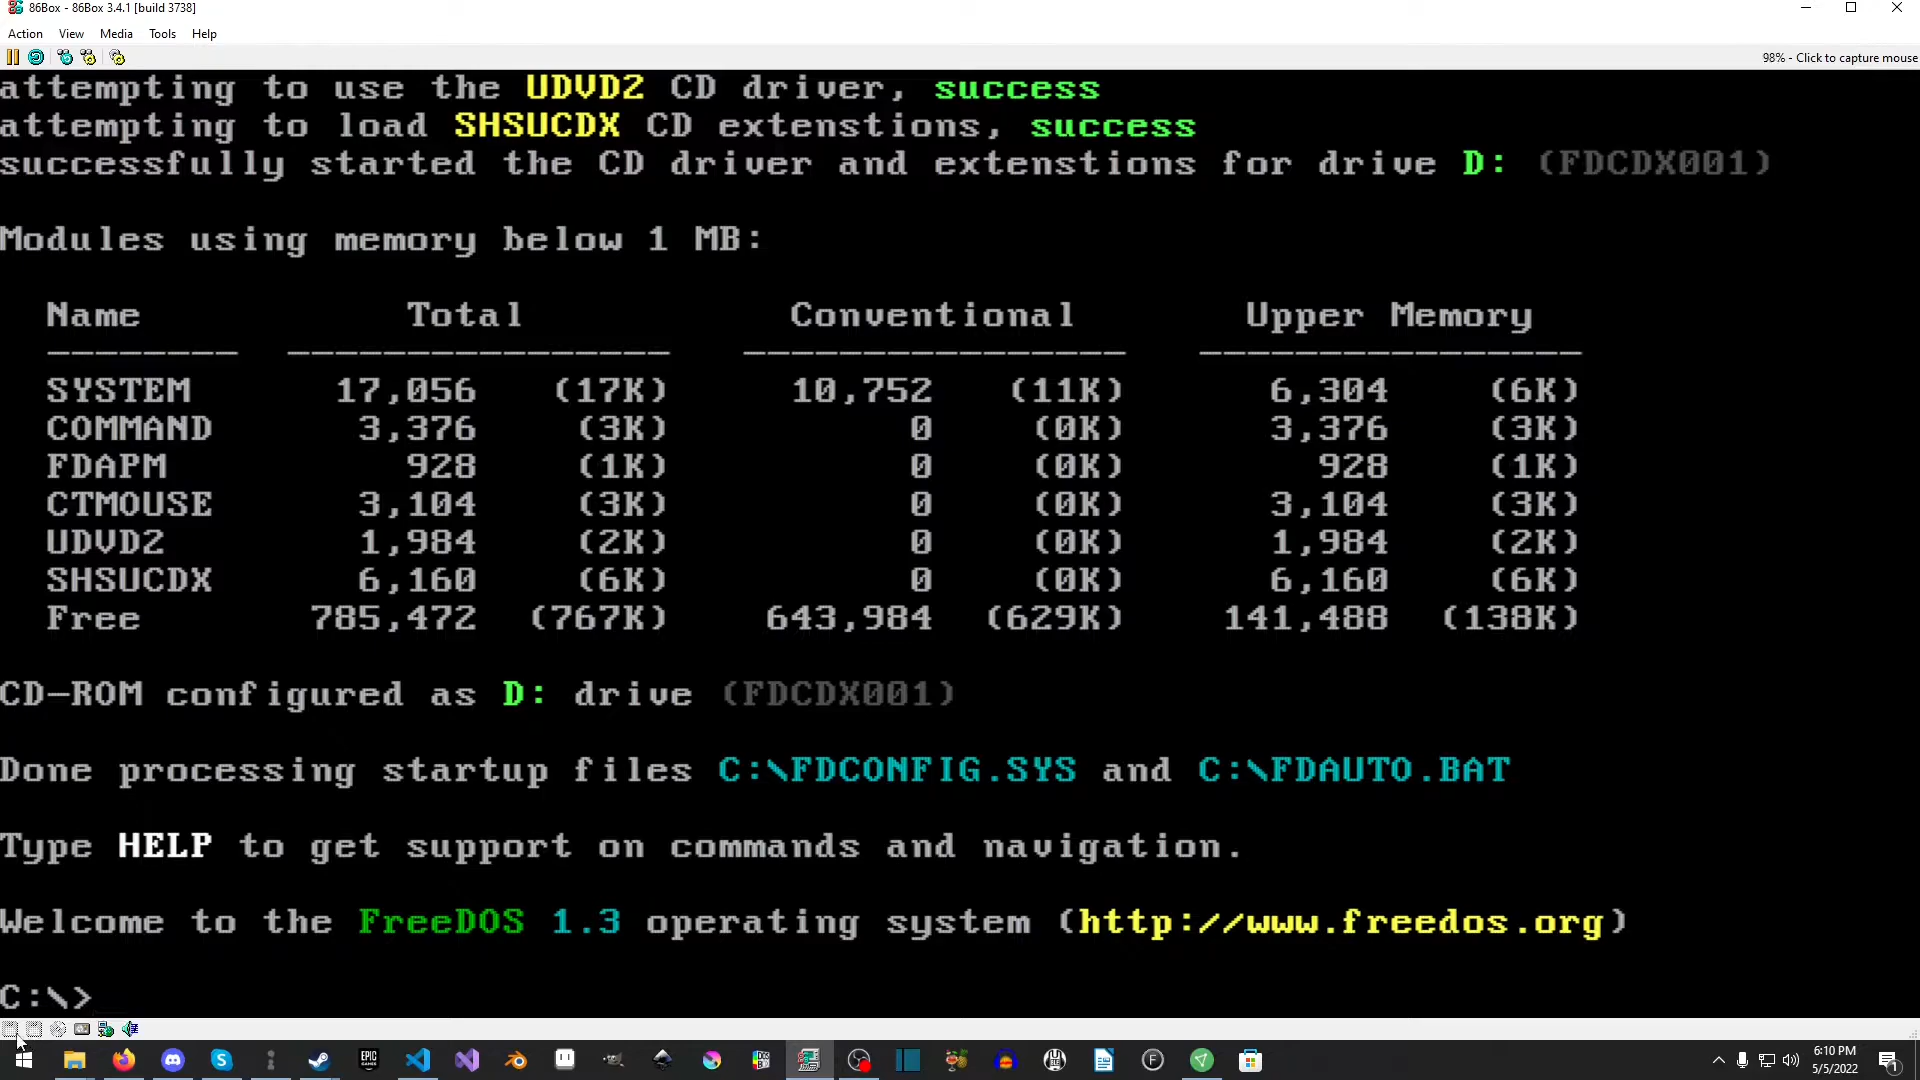 86Box - 86Box 3.4.1 [build 3738]
Action View Media Tools Help
98% - Click to capture mouse
attempting to use the UDVD2 CD driver, success
attempting to load SHSUCDX CD extenstions, success
successfully started the CD driver and extenstions for drive D: (FDCDX001)
Modules using memory below 1 MB:
Name Total Conventional Upper Memory
-------- ---------------- ---------------- ----------------
SYSTEM 17,056 (17K) 10,752 (11K) 6,304 (6K)
COMMAND 3,376 (3K) 0 (0K) 3,376 (3K)
FDAPM 928 (1K) 0 (0K) 928 (1K)
CTMOUSE 3,104 (3K) 0 (0K) 3,104 (3K)
UDVD2 1,984 (2K) 0 (0K) 1,984 (2K)
SHSUCDX 6,160 (6K) 0 (0K) 6,160 (6K)
Free 785,472 (767K) 643,984 (629K) 141,488 (138K)
CD-ROM configured as D: drive (FDCDX001)
Done processing startup files C:\FDCONFIG.SYS and C:\FDAUTO.BAT
Type HELP to get support on commands and navigation.
Welcome to the FreeDOS 1.3 operating system (http://www.freedos.org)
C:\>
EPIC GAMES
6:10 PM
5/5/2022
1